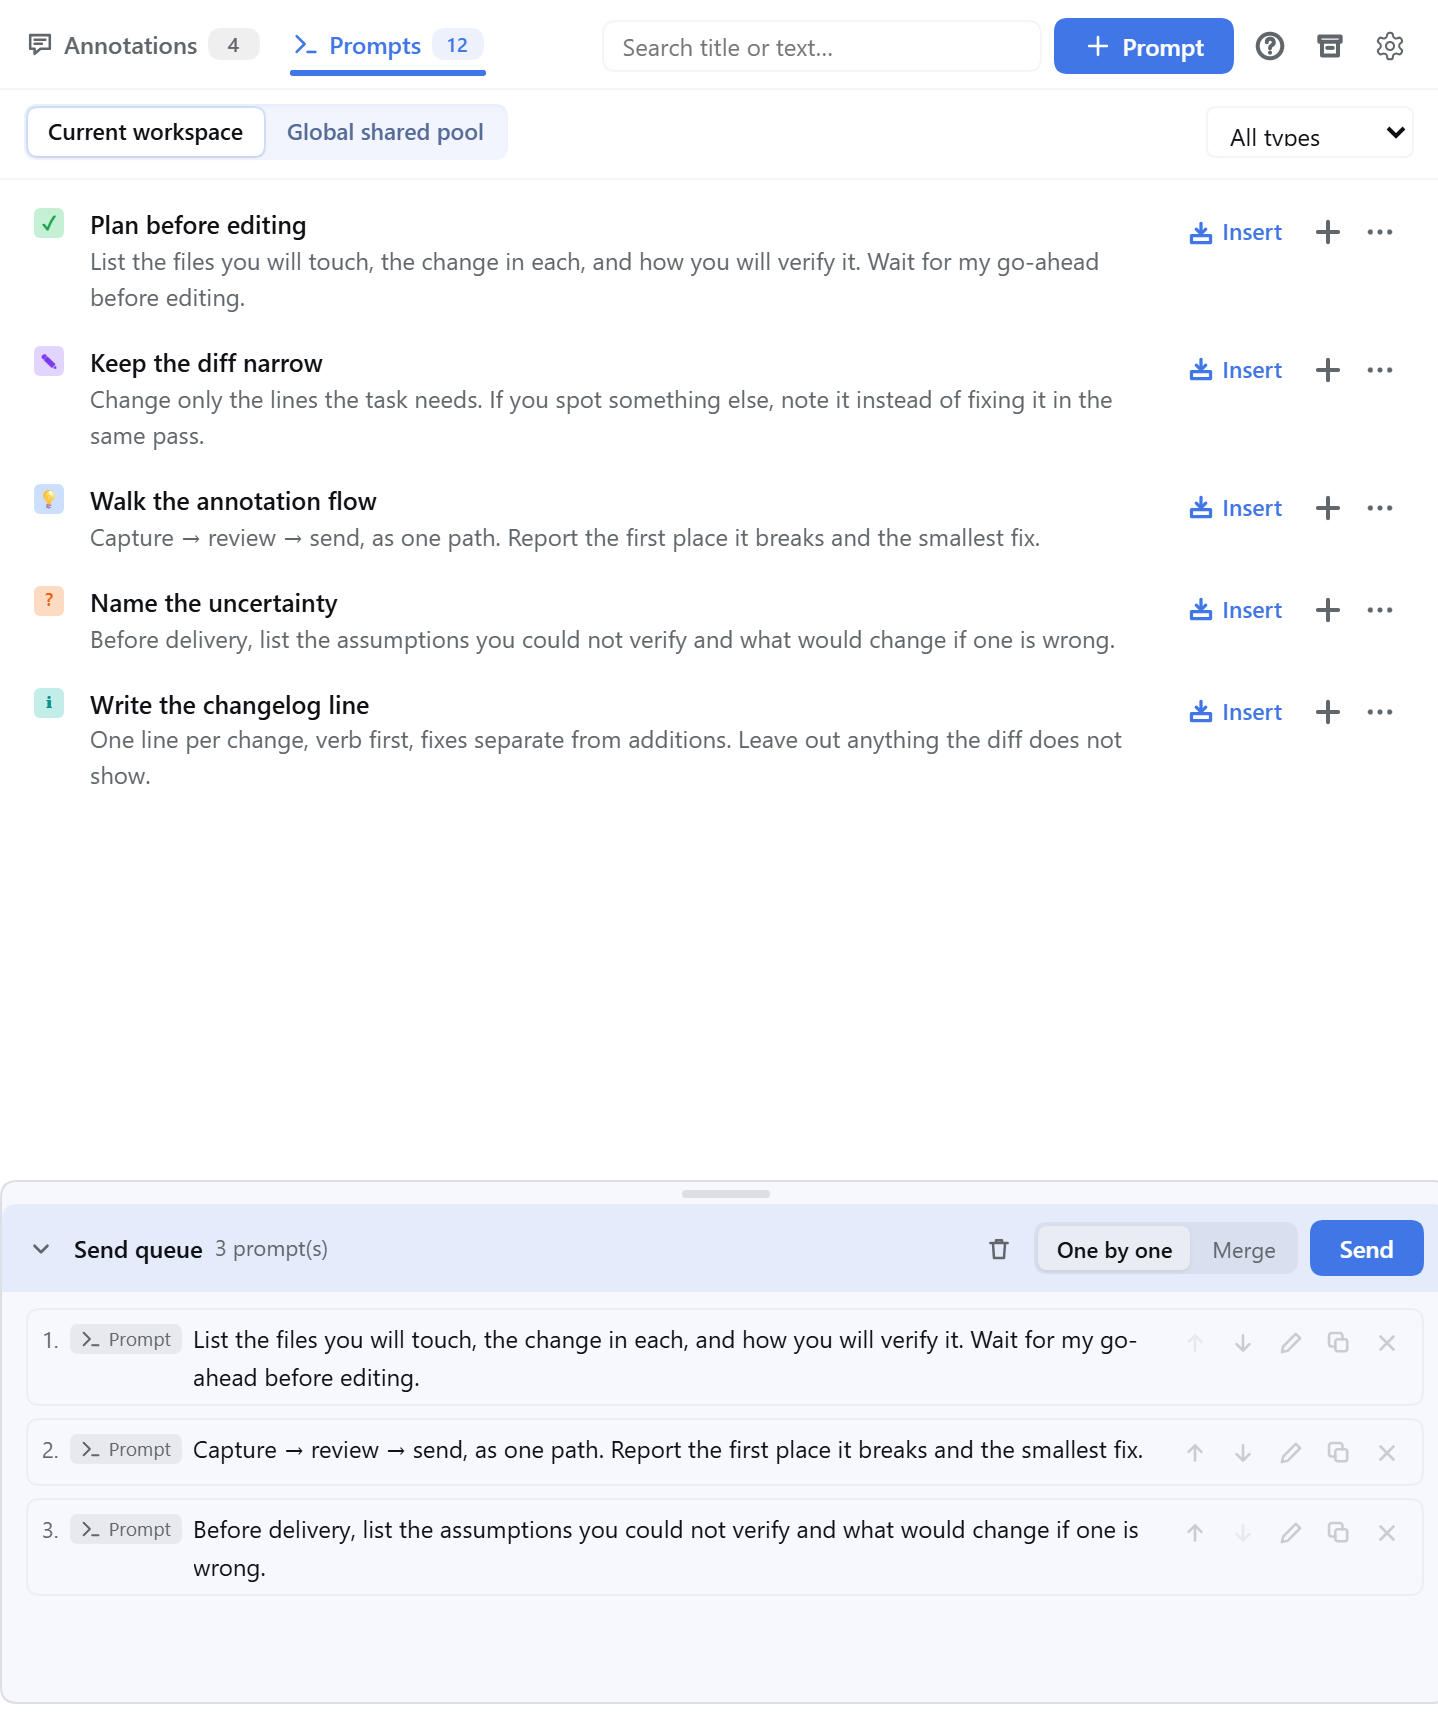 Annotations 4 Prompts 12 Search title or text... + Prompt
Current workspace Global shared pool All types
Plan before editing Insert
List the files you will touch, the change in each, and how you will verify it. Wait for my go-ahead
before editing.
Keep the diff narrow Insert
Change only the lines the task needs. If you spot something else, note it instead of fixing it in the
same pass.
Walk the annotation flow Insert
Capture → review → send, as one path. Report the first place it breaks and the smallest fix.
Name the uncertainty Insert
Before delivery, list the assumptions you could not verify and what would change if one is wrong.
Write the changelog line Insert
One line per change, verb first, fixes separate from additions. Leave out anything the diff does not
show.
Send queue 3 prompt(s) One by one Merge Send
1. Prompt List the files you will touch, the change in each, and how you will verify it. Wait for my go-
ahead before editing.
2. Prompt Capture → review → send, as one path. Report the first place it breaks and the smallest fix.
3. Prompt Before delivery, list the assumptions you could not verify and what would change if one is
wrong.